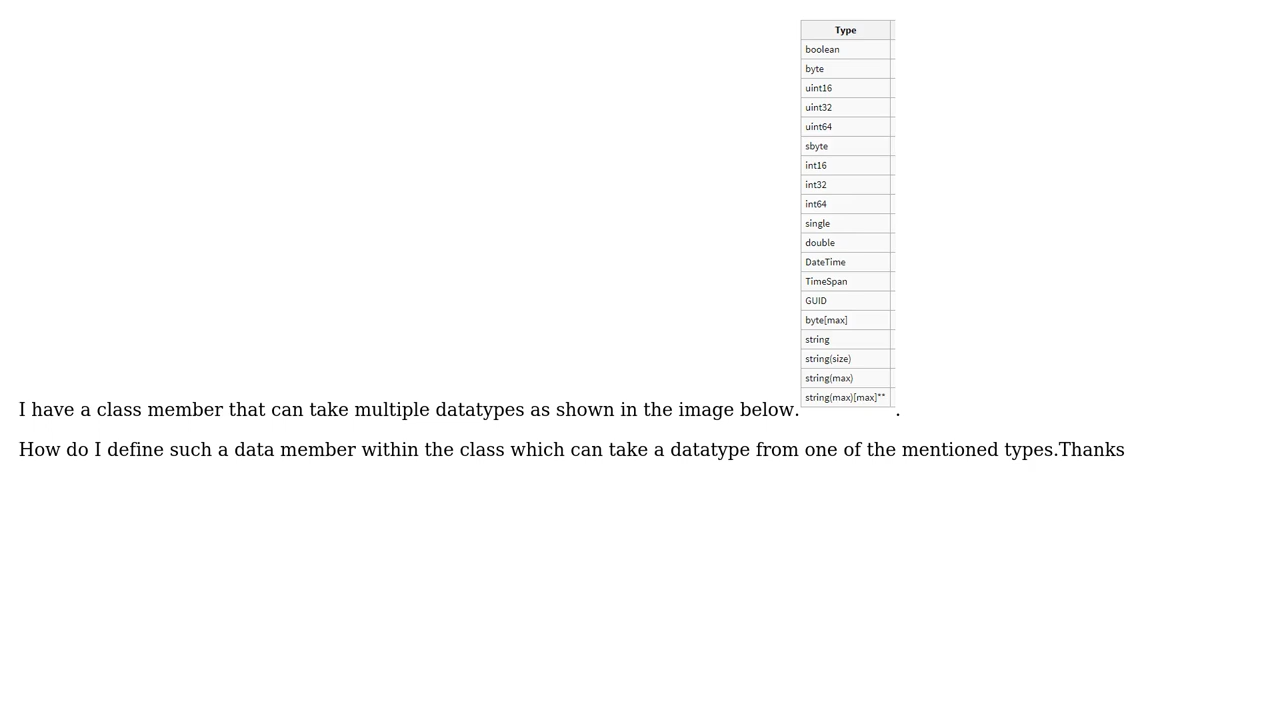 Type
boolean
byte
uint16
uint32
uint64
sbyte
int16
int32
int64
single
double
DateTime
TimeSpan
GUID
byte[max]
string
string(size)
string(max)
string(max)[max]**
I have a class member that can take multiple datatypes as shown in the image below. .
How do I define such a data member within the class which can take a datatype from one of the mentioned types.Thanks